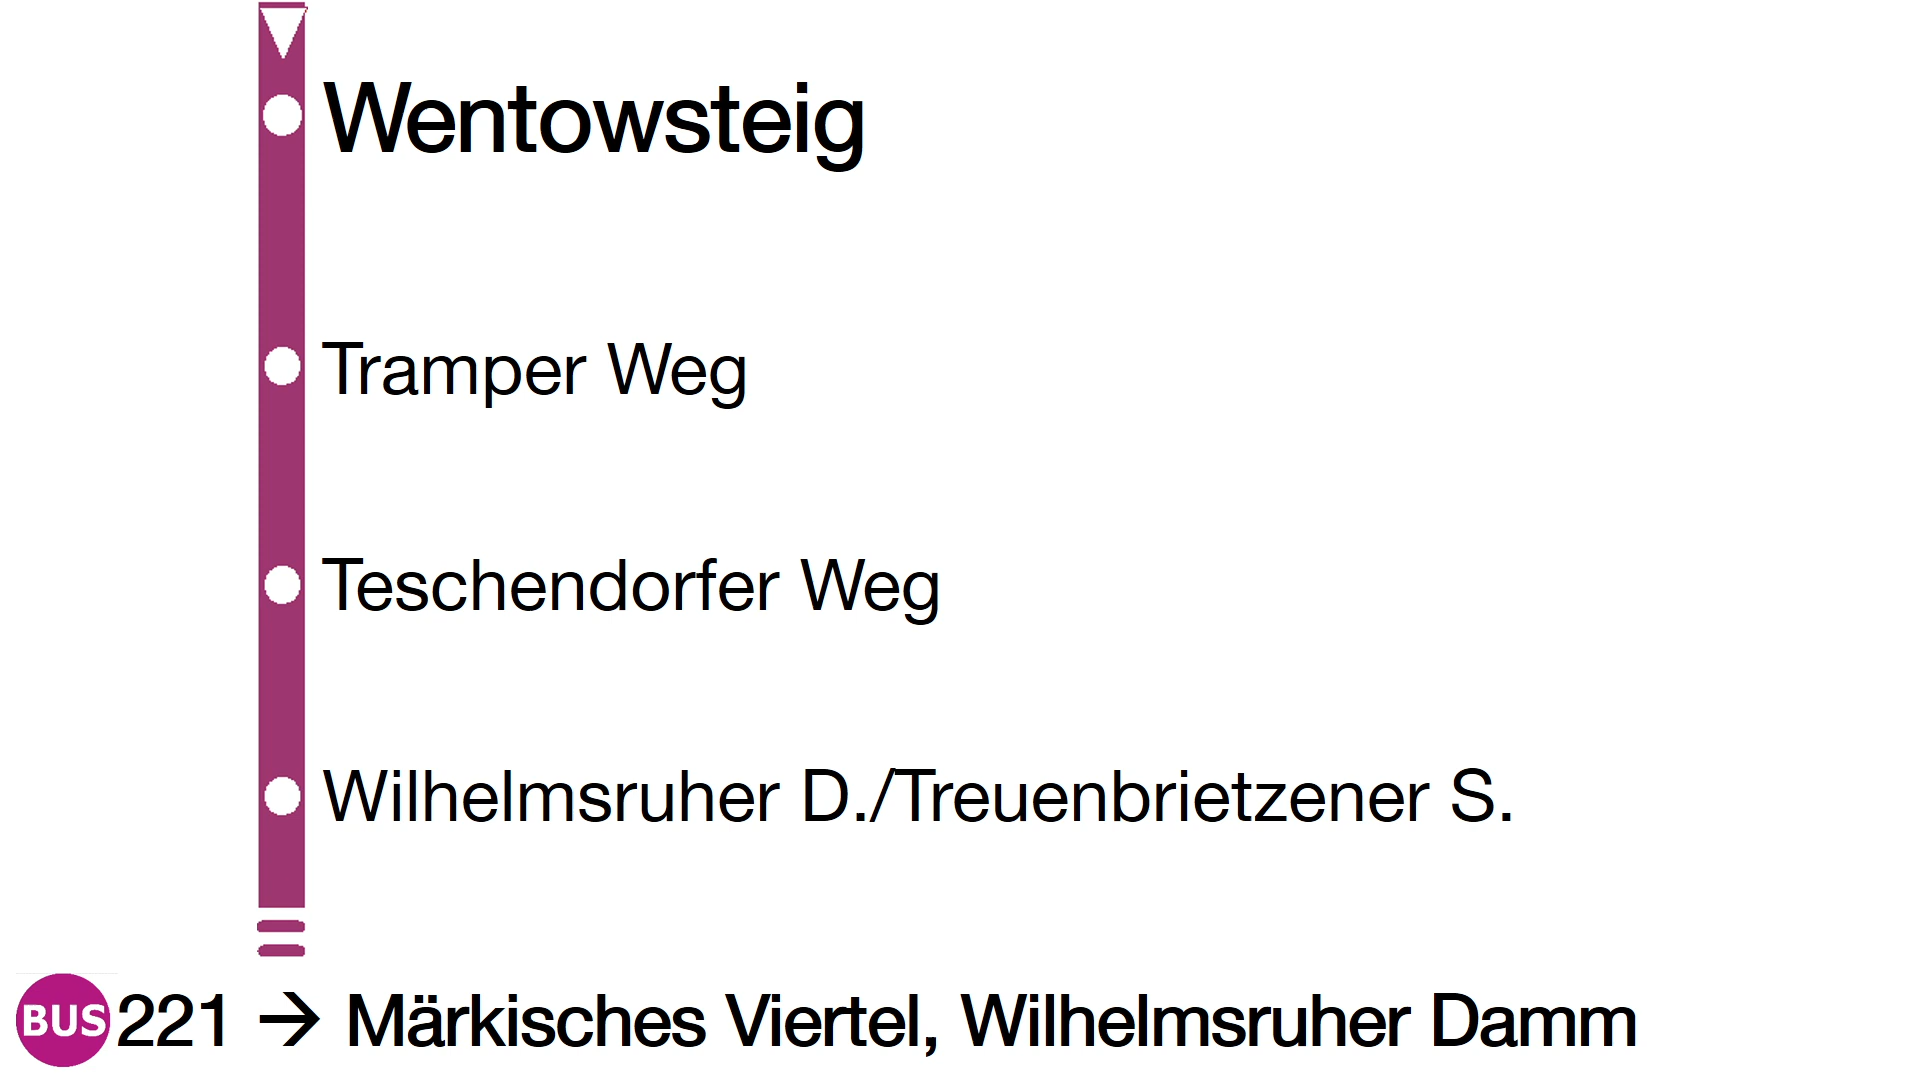 Wentowsteig
Tramper Weg
Teschendorfer Weg
Wilhelmsruher D./Treuenbrietzener S.
BUS 221 → Märkisches Viertel, Wilhelmsruher Damm